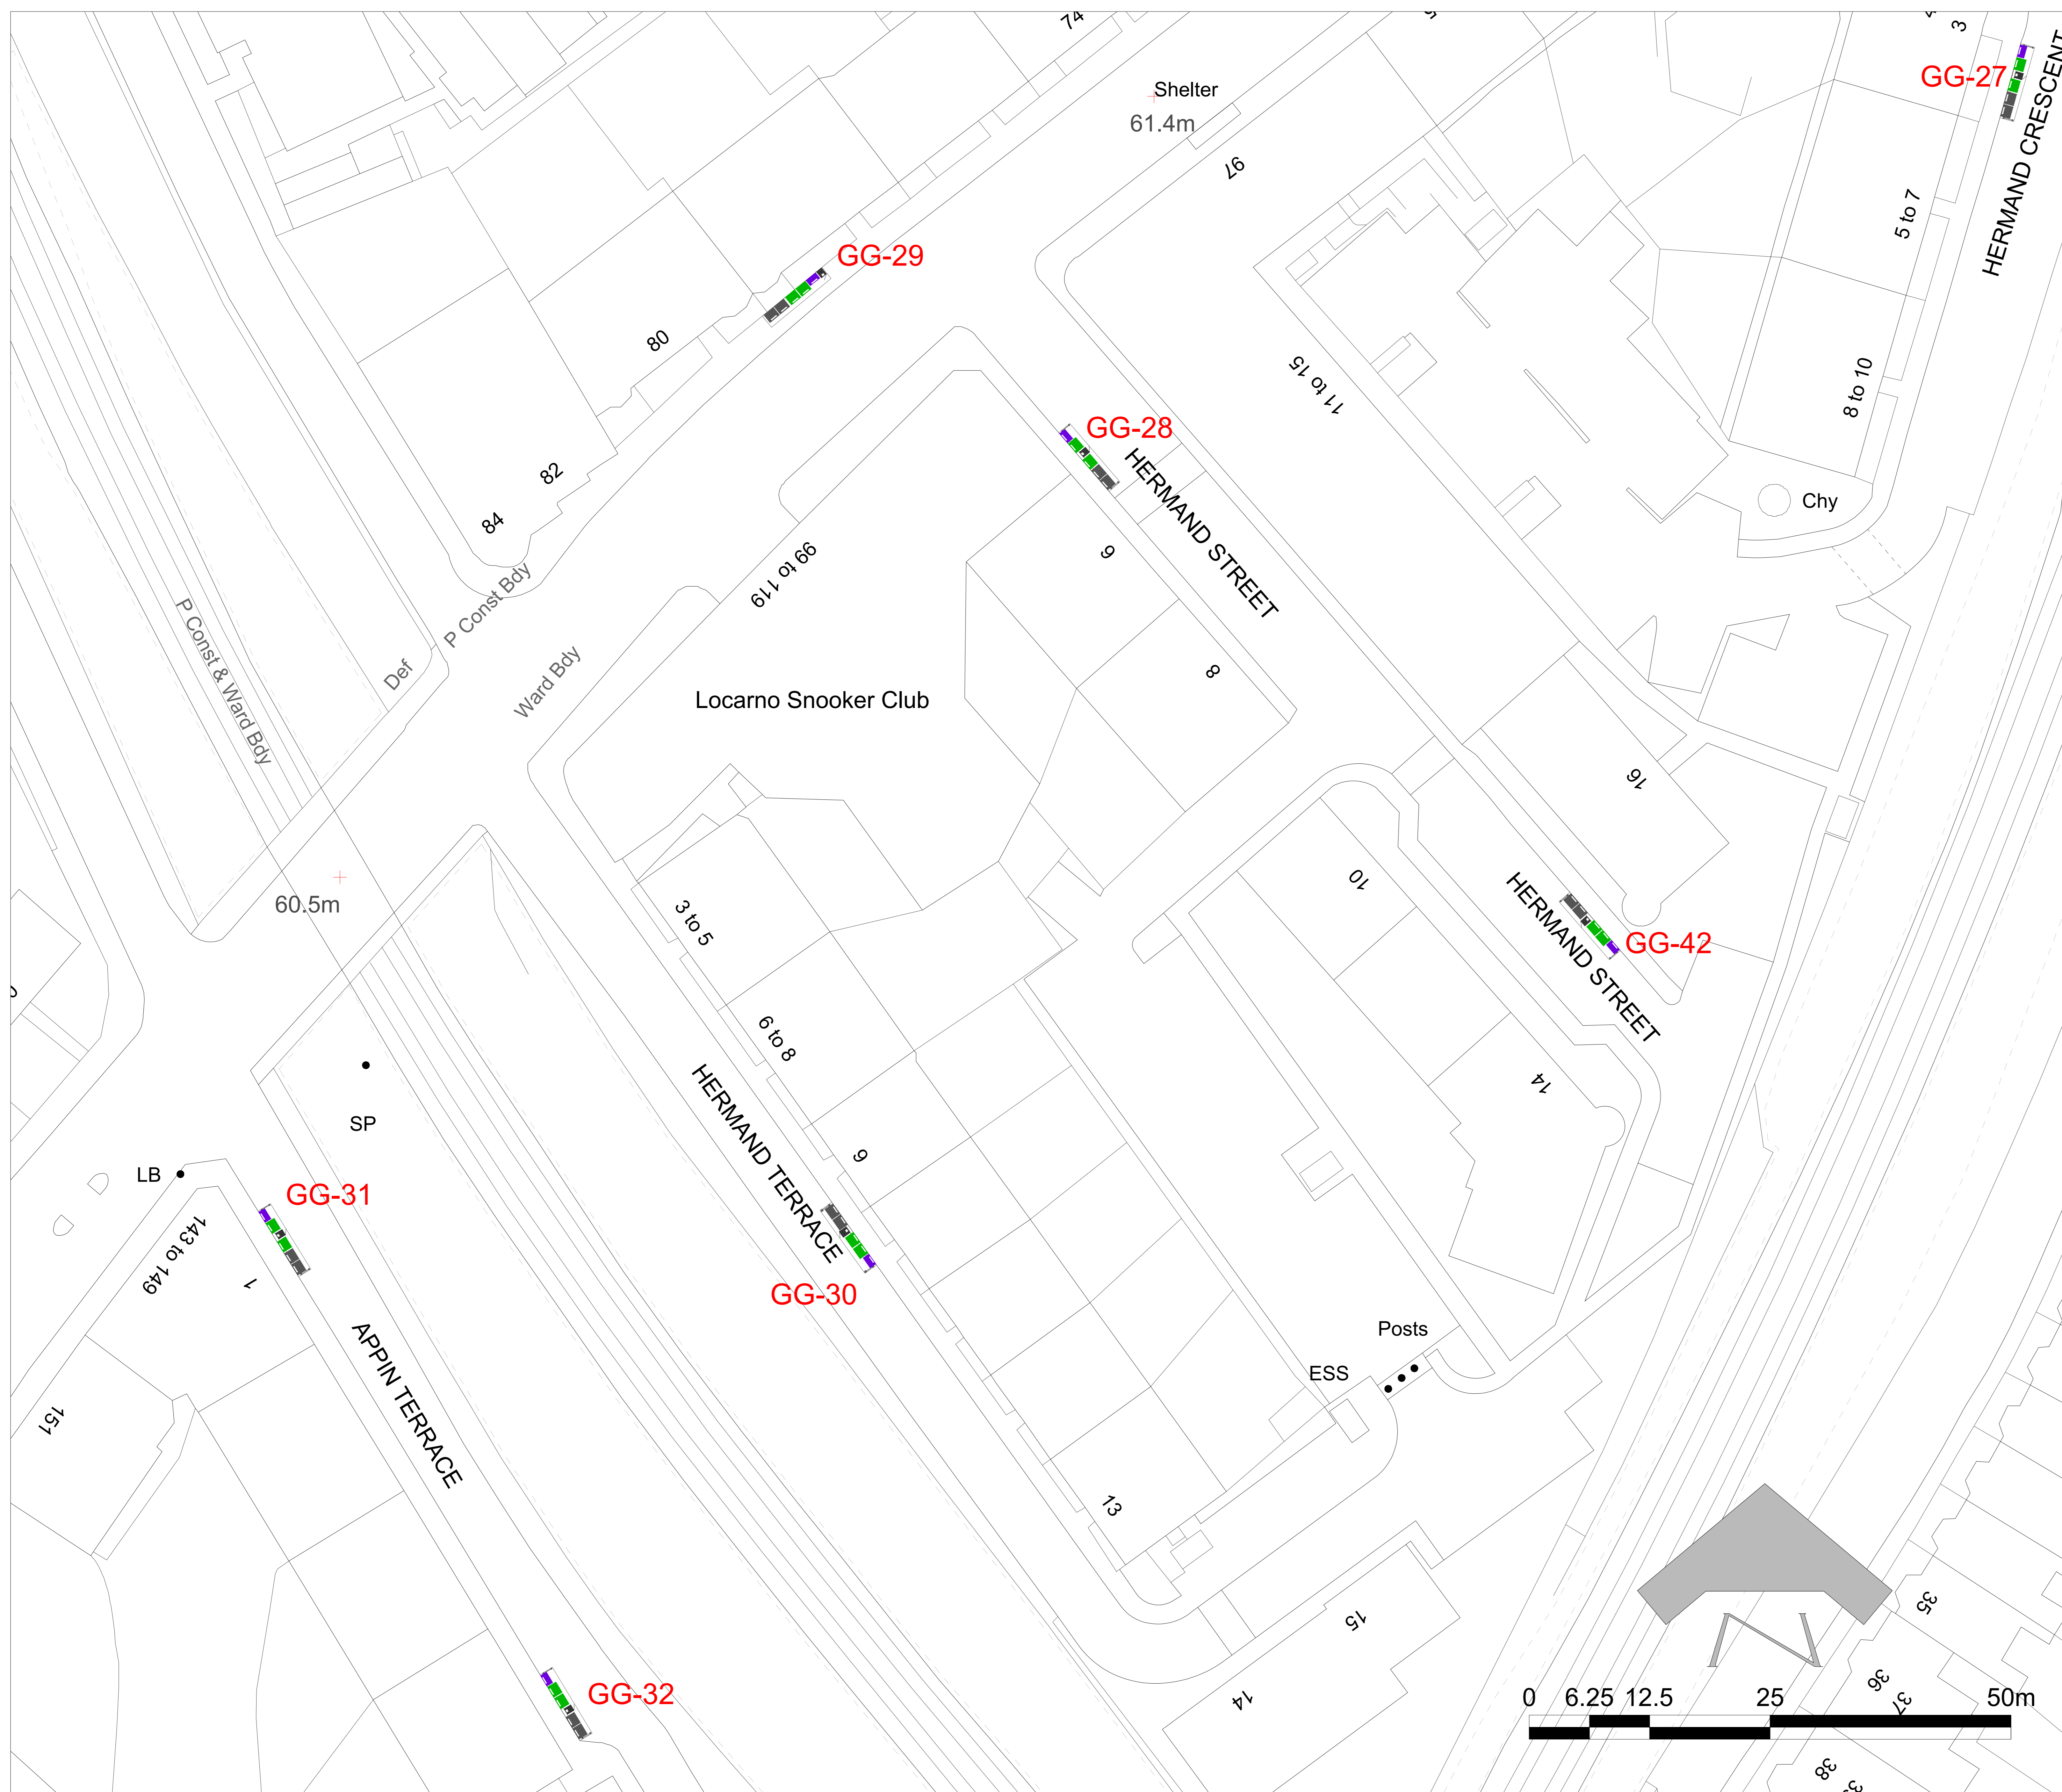 74
3
Shelter
61.4m
97
GG-27
HERMAND CRESCENT
5 to 7
GG-29
80
11 to 15
8 to 10
GG-28
HERMAND STREET
82
84
Chy
9
99 to 119
P Const Bdy
P Const & Ward Bdy
Def
Ward Bdy
8
Locarno Snooker Club
16
60.5m
3 to 5
10
HERMAND STREET
GG-42
6 to 8
SP
14
HERMAND TERRACE
9
LB
GG-31
143 to 149
1
GG-30
APPIN TERRACE
Posts
ESS
151
13
15
35
GG-32
14
36
37
N
0 6.25 12.5 25 50m
38